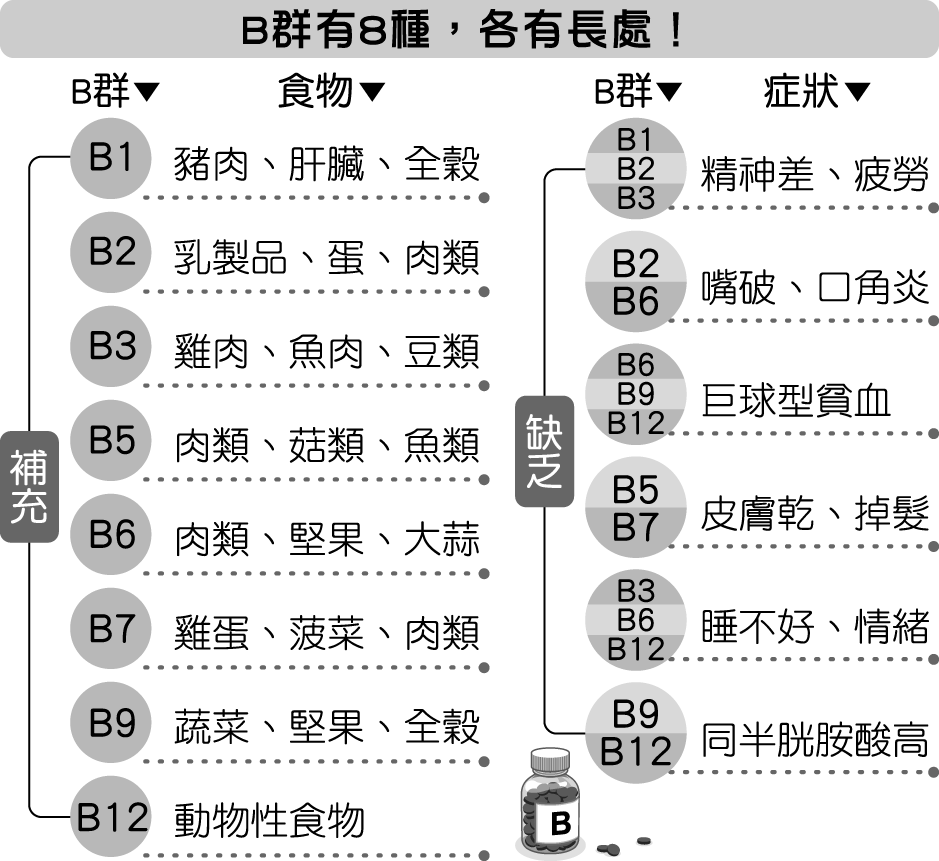 B群有8種，各有長處！
B群▼ 食物▼
補充
B1 豬肉、肝臟、全穀
B2 乳製品、蛋、肉類
B3 雞肉、魚肉、豆類
B5 肉類、菇類、魚類
B6 肉類、堅果、大蒜
B7 雞蛋、菠菜、肉類
B9 蔬菜、堅果、全穀
B12 動物性食物
B群▼ 症狀▼
缺乏
B1
B2
B3
精神差、疲勞
B2
B6
嘴破、口角炎
B6
B9
B12
巨球型貧血
B5
B7
皮膚乾、掉髮
B3
B6
B12
睡不好、情緒
B9
B12
同半胱胺酸高
B